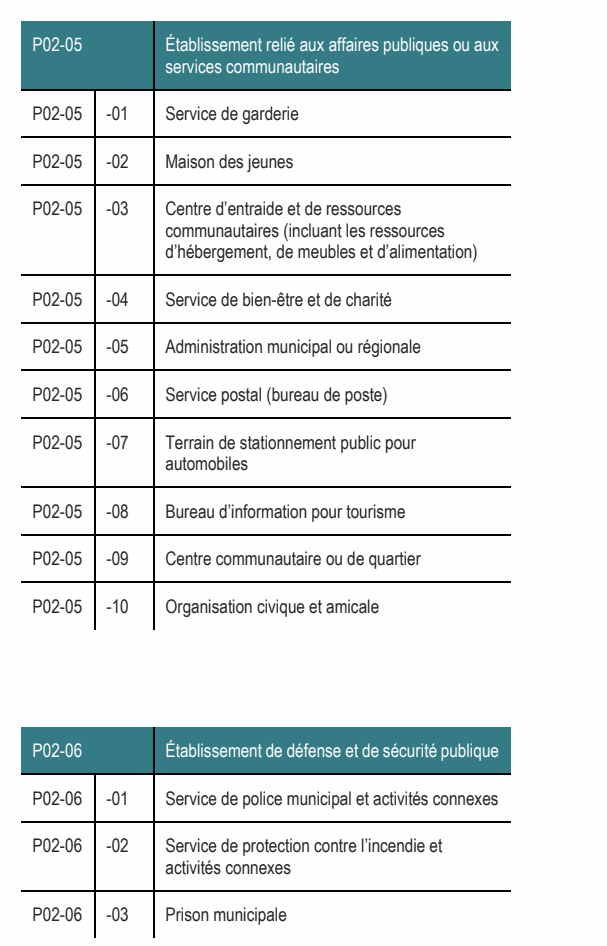 P02-05 Établissement relié aux affaires publiques ou aux
services communautaires
P02-05 -01 Service de garderie
P02-05 -02 Maison des jeunes
P02-05 -03 Centre d’entraide et de ressources
communautaires (incluant les ressources
d’hébergement, de meubles et d’alimentation)
P02-05 -04 Service de bien-être et de charité
P02-05 -05 Administration municipal ou régionale
P02-05 -06 Service postal (bureau de poste)
P02-05 -07 Terrain de stationnement public pour
automobiles
P02-05 -08 Bureau d’information pour tourisme
P02-05 -09 Centre communautaire ou de quartier
P02-05 -10 Organisation civique et amicale
P02-06 Établissement de défense et de sécurité publique
P02-06 -01 Service de police municipal et activités connexes
P02-06 -02 Service de protection contre l’incendie et
activités connexes
P02-06 -03 Prison municipale